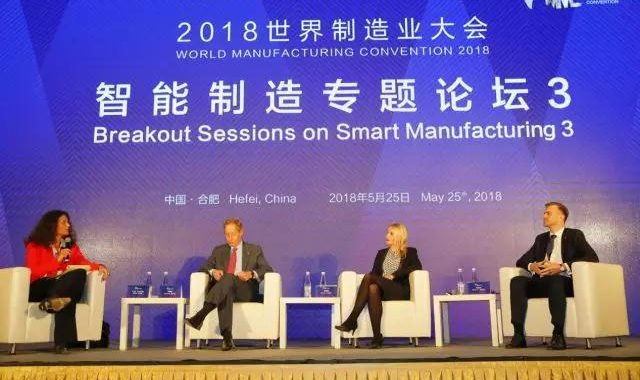 CONVENTION
2018世界制造业大会
WORLD MANUFACTURING CONVENTION 2018
智能制造专题论坛3
Breakout Sessions on Smart Manufacturing 3
中国·合肥 Hefei, China 2018年5月25日 May 25th, 2018